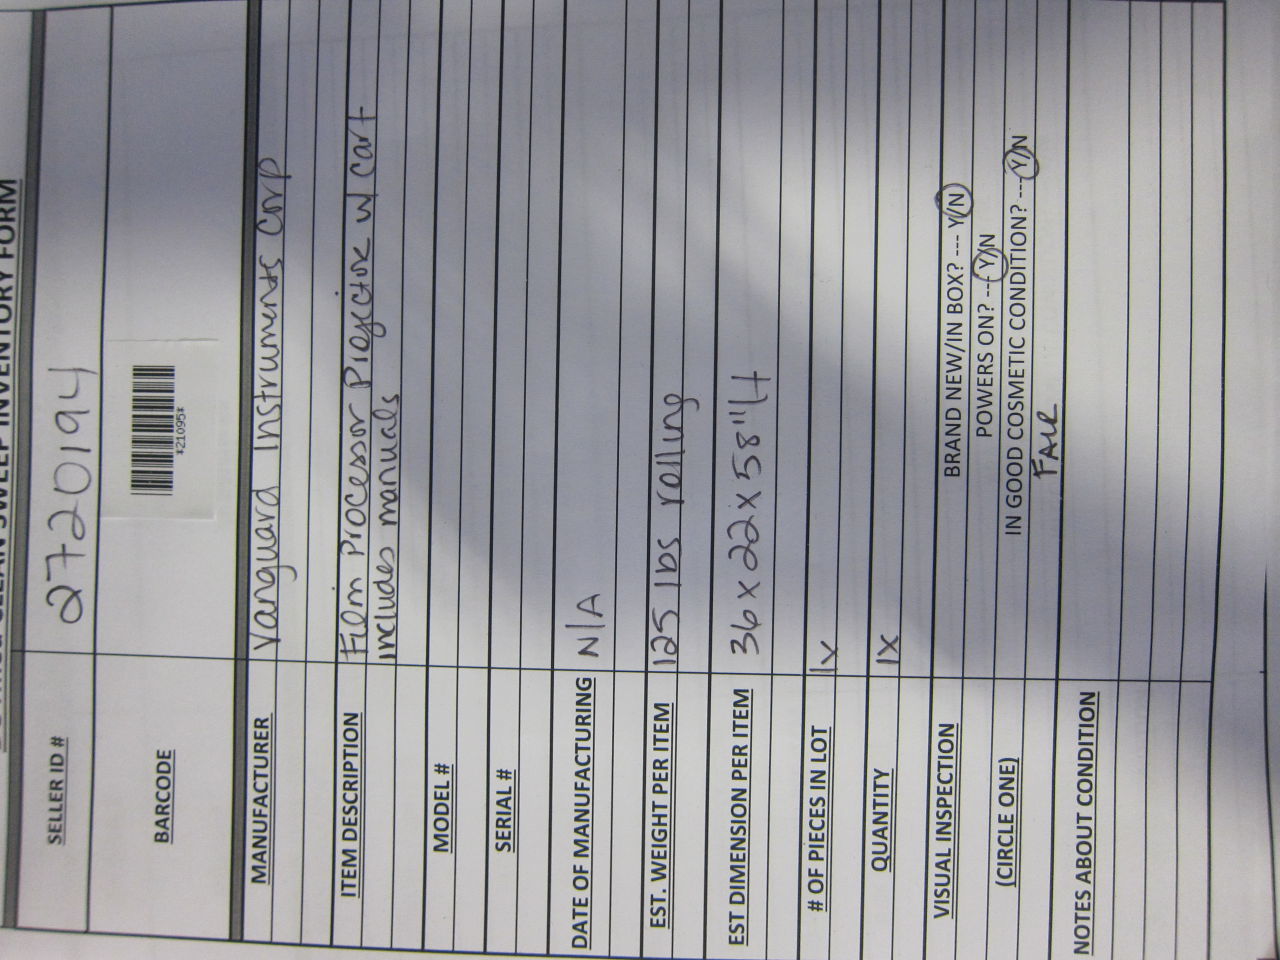 CLEAN SWEEP INVENTORY FORM
SELLER ID # 2720194
BARCODE *21095*
MANUFACTURER Vanguard Instruments Corp
ITEM DESCRIPTION Film Processor Projector w/ cart
includes manuals
MODEL #
SERIAL #
DATE OF MANUFACTURING N/A
EST. WEIGHT PER ITEM 125 lbs rolling
EST DIMENSION PER ITEM 36 x 22 x 58"H
# OF PIECES IN LOT 1x
QUANTITY 1x
VISUAL INSPECTION BRAND NEW/IN BOX? --- Y/N
POWERS ON? --- Y/N
(CIRCLE ONE) IN GOOD COSMETIC CONDITION? --- Y/N
FAIR
NOTES ABOUT CONDITION